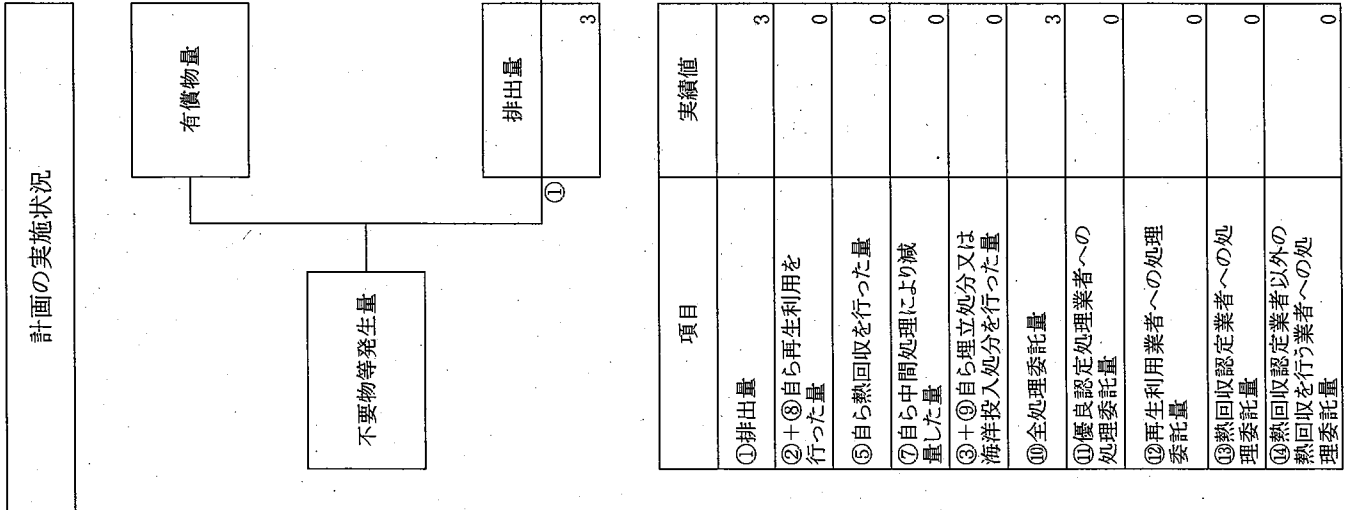 計画の実施状況
有償物量
不要物等発生量
排出量
①
3
項目
実績値
①排出量
3
②+⑧自ら再生利用を
行った量
0
⑤自ら熱回収を行った量
0
⑦自ら中間処理により減
量した量
0
③+⑨自ら埋立処分又は
海洋投入処分を行った量
0
⑩全処理委託量
3
⑪優良認定処理業者への
処理委託量
0
⑫再生利用業者への処理
委託量
0
⑬熱回収認定業者への処
理委託量
0
⑭熱回収認定業者以外の
熱回収を行う業者への処
理委託量
0